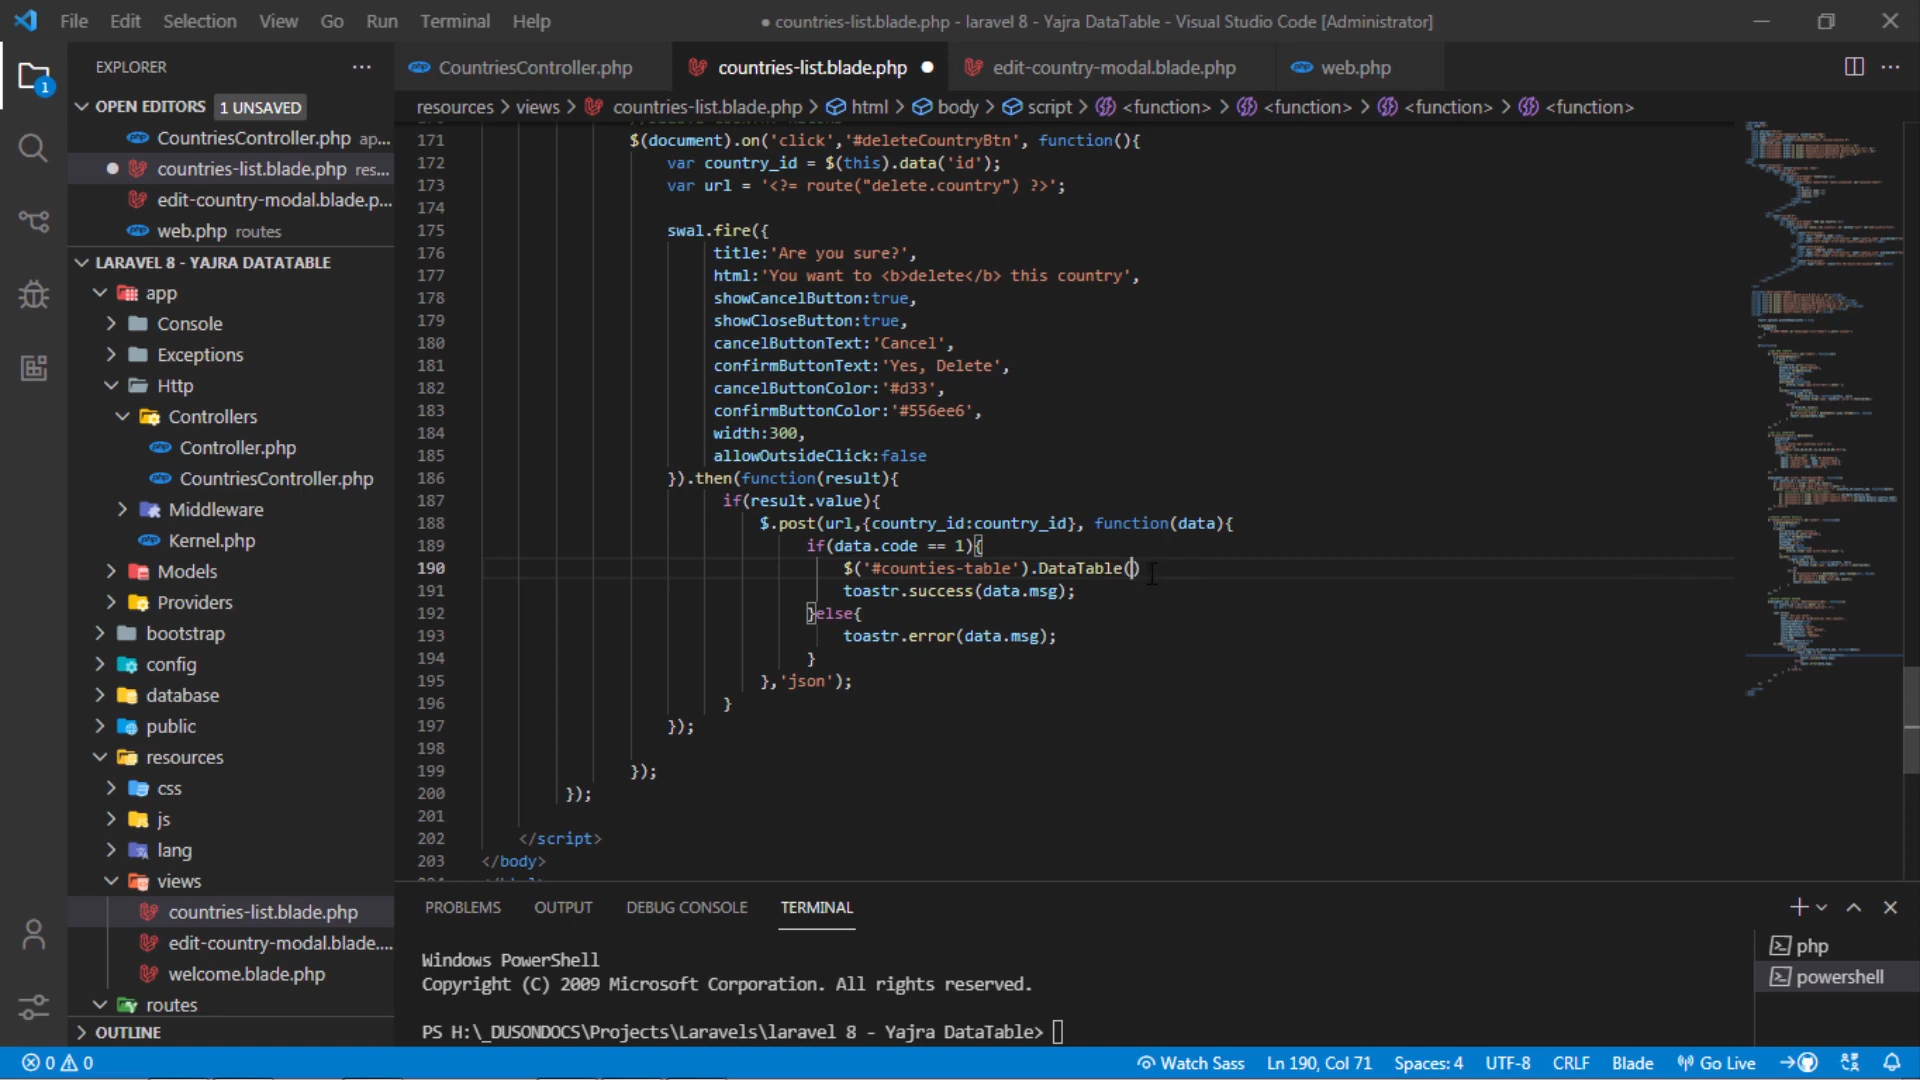 File Edit Selection View Go Run Terminal Help
● countries-list.blade.php - laravel 8 - Yajra DataTable - Visual Studio Code [Administrator]
EXPLORER
CountriesController.php
countries-list.blade.php
edit-country-modal.blade.php
web.php
OPEN EDITORS 1 UNSAVED
CountriesController.php ap...
countries-list.blade.php res...
edit-country-modal.blade.p...
web.php routes
LARAVEL 8 - YAJRA DATATABLE
app
Console
Exceptions
Http
Controllers
Controller.php
CountriesController.php
Middleware
Kernel.php
Models
Providers
bootstrap
config
database
public
resources
css
js
lang
views
countries-list.blade.php
edit-country-modal.blade....
welcome.blade.php
routes
OUTLINE
resources > views > countries-list.blade.php > html > body > script > <function> > <function> > <function> > <function>
171 $(document).on('click','#deleteCountryBtn', function(){
172 var country_id = $(this).data('id');
173 var url = '<?= route("delete.country") ?>';
174
175 swal.fire({
176 title:'Are you sure?',
177 html:'You want to <b>delete</b> this country',
178 showCancelButton:true,
179 showCloseButton:true,
180 cancelButtonText:'Cancel',
181 confirmButtonText:'Yes, Delete',
182 cancelButtonColor:'#d33',
183 confirmButtonColor:'#556ee6',
184 width:300,
185 allowOutsideClick:false
186 }).then(function(result){
187 if(result.value){
188 $.post(url,{country_id:country_id}, function(data){
189 if(data.code == 1){
190 $('#counties-table').DataTable()
191 toastr.success(data.msg);
192 }else{
193 toastr.error(data.msg);
194 }
195 },'json');
196 }
197 });
198
199 });
200 });
201
202 </script>
203 </body>
PROBLEMS OUTPUT DEBUG CONSOLE TERMINAL
Windows PowerShell
Copyright (C) 2009 Microsoft Corporation. All rights reserved.
PS H:\_DUSONDOCS\Projects\Laravels\laravel 8 - Yajra DataTable>
php
powershell
0 0
Watch Sass Ln 190, Col 71 Spaces: 4 UTF-8 CRLF Blade Go Live